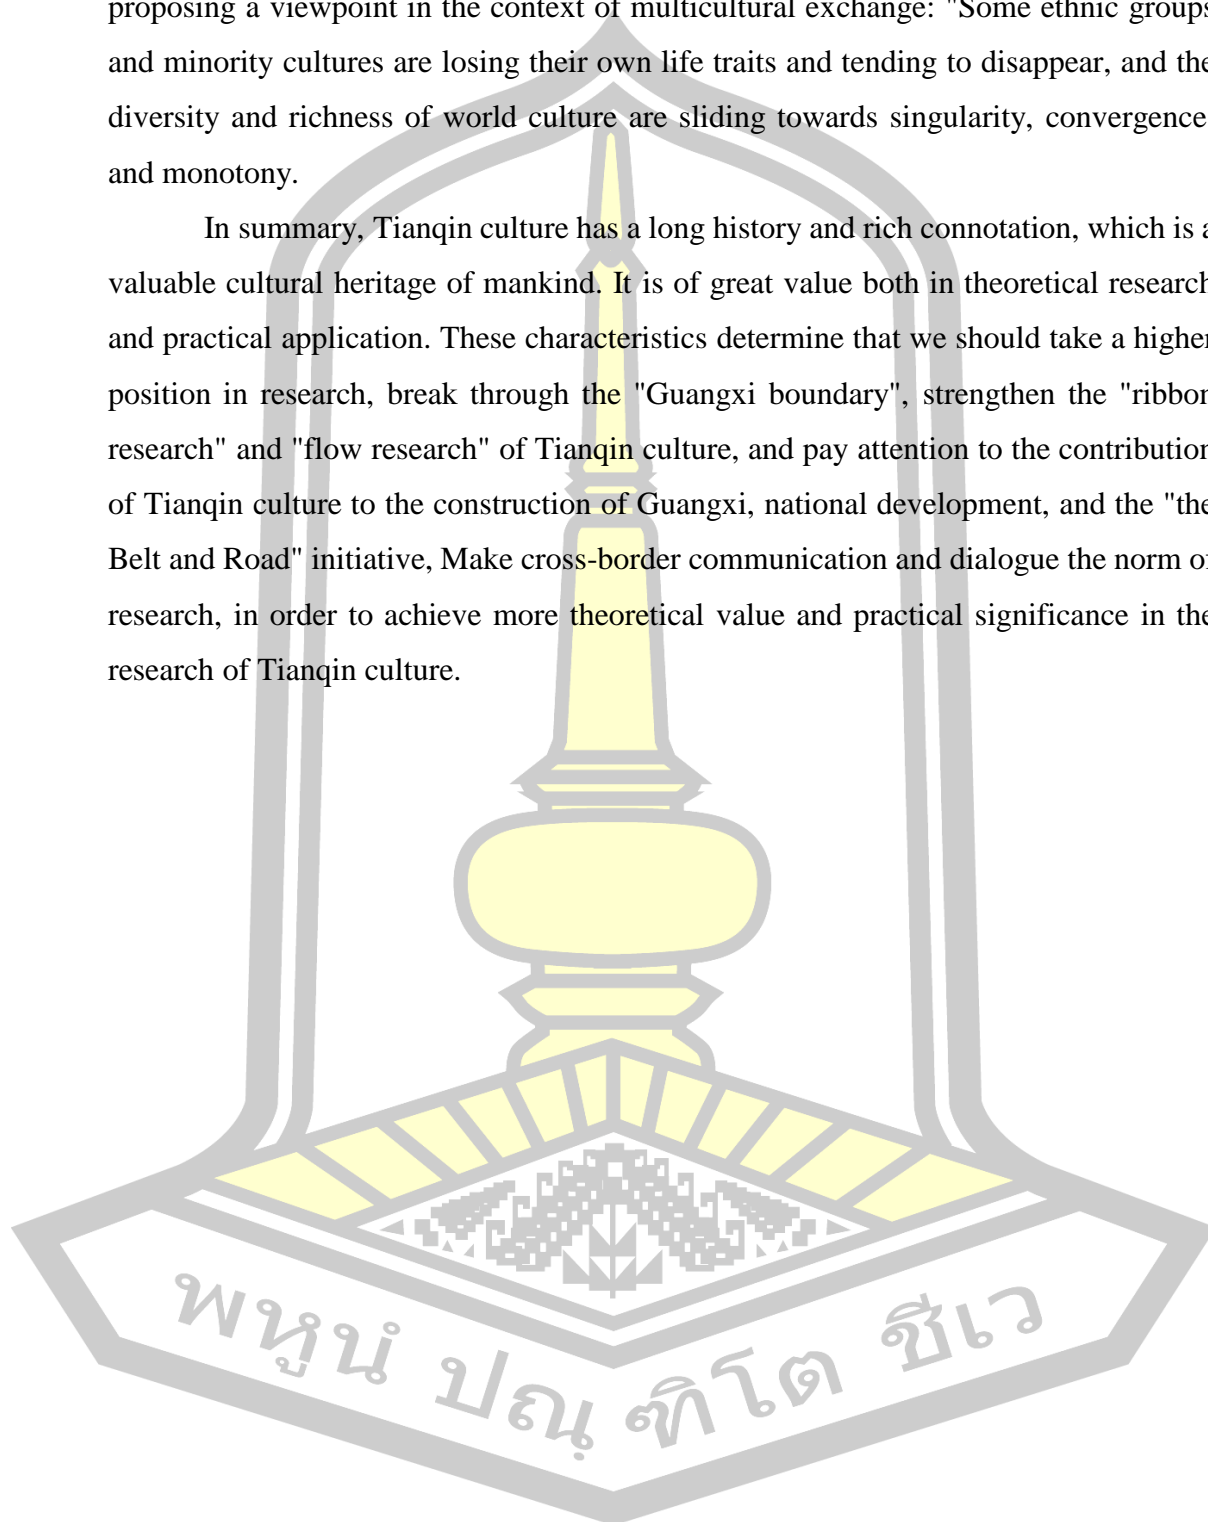 proposing a viewpoint in the context of multicultural exchange: "Some ethnic groups
and minority cultures are losing their own life traits and tending to disappear, and the
diversity and richness of world culture are sliding towards singularity, convergence
and monotony.
In summary, Tianqin culture has a long history and rich connotation, which is a
valuable cultural heritage of mankind. It is of great value both in theoretical research
and practical application. These characteristics determine that we should take a higher
position in research, break through the "Guangxi boundary", strengthen the "ribbon
research" and "flow research" of Tianqin culture, and pay attention to the contribution
of Tianqin culture to the construction of Guangxi, national development, and the "the
Belt and Road" initiative, Make cross-border communication and dialogue the norm of
research, in order to achieve more theoretical value and practical significance in the
research of Tianqin culture.
พหูนํ ปณฺฑิโต ชีเว